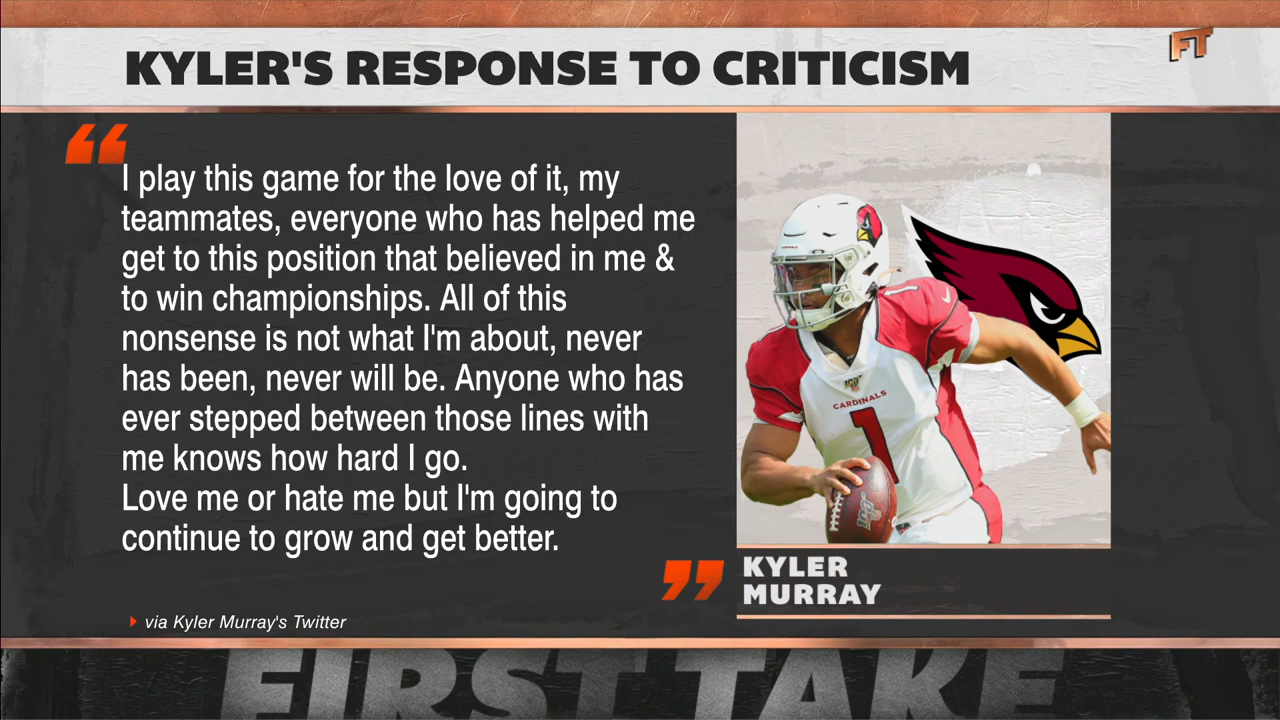 KYLER'S RESPONSE TO CRITICISM
FT
“
I play this game for the love of it, my
teammates, everyone who has helped me
get to this position that believed in me &
to win championships. All of this
nonsense is not what I'm about, never
has been, never will be. Anyone who has
ever stepped between those lines with
me knows how hard I go.
Love me or hate me but I'm going to
continue to grow and get better.
”
via Kyler Murray's Twitter
CARDINALS
1
1
KYLER
MURRAY
FIRST TAKE